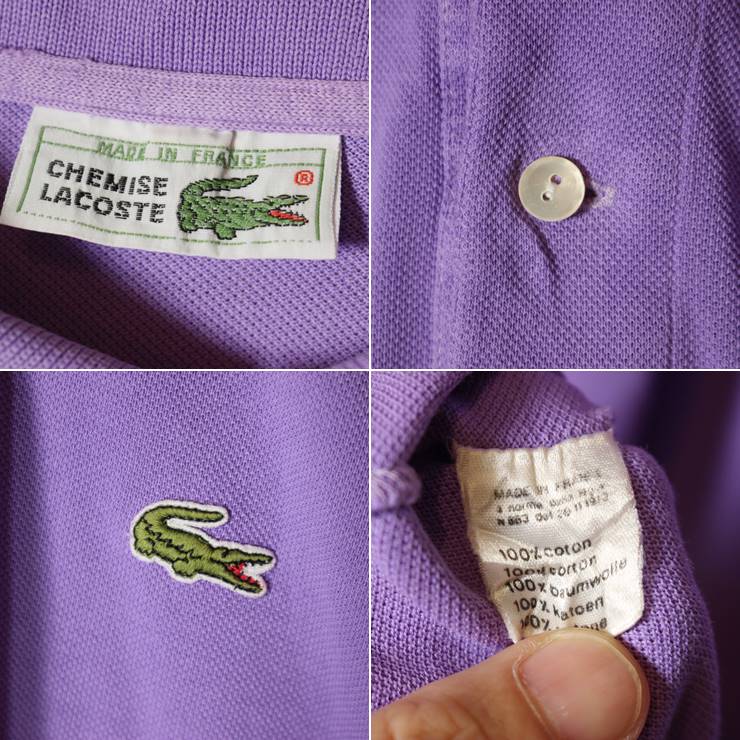 MADE IN FRANCE
CHEMISE
LACOSTE
®
MADE IN FRANCE
100% coton
100% cotton
100% baumwolle
100% katoen